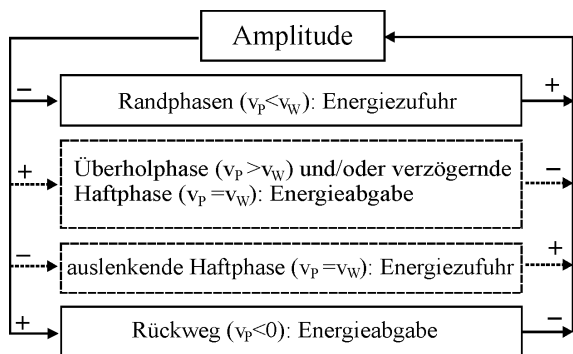 Amplitude
− Randphasen (v_P<v_W): Energiezufuhr +
+ Überholphase (v_P>v_W) und/oder verzögernde −
Haftphase (v_P=v_W): Energieabgabe
− auslenkende Haftphase (v_P=v_W): Energiezufuhr +
+ Rückweg (v_P<0): Energieabgabe −